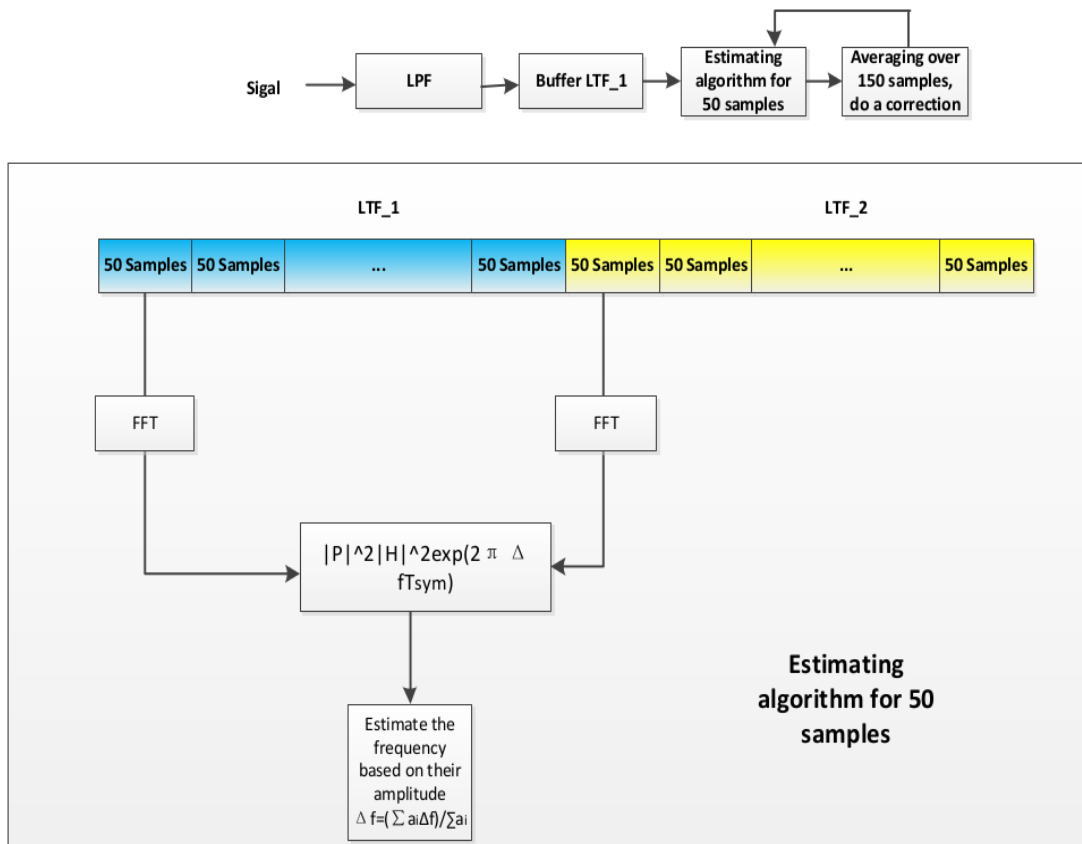 Sigal
LPF
Buffer LTF_1
Estimating
algorithm for
50 samples
Averaging over
150 samples,
do a correction
LTF_1
LTF_2
50 Samples
50 Samples
...
50 Samples
50 Samples
50 Samples
...
50 Samples
FFT
FFT
|P|^2|H|^2exp(2 π Δ
fTsym)
Estimate the
frequency
based on their
amplitude
Δ f=(∑ aiΔf)/∑ai
Estimating
algorithm for 50
samples